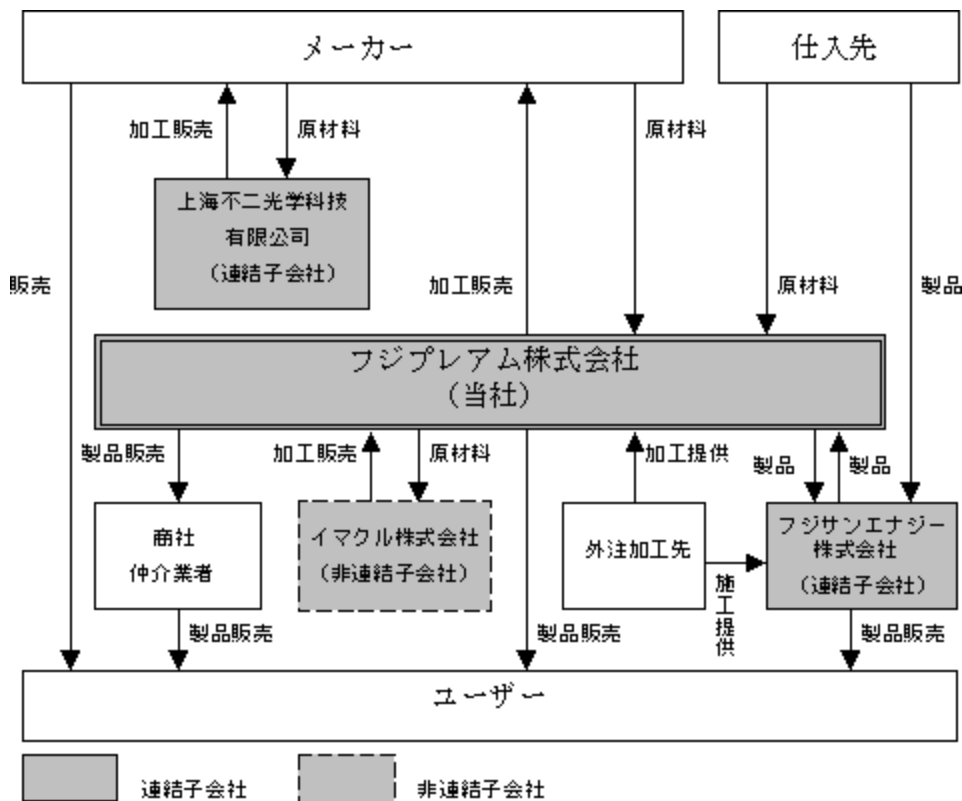 メーカー
仕入先
加工販売
原材料
原材料
上海不二光学科技
有限公司
（連結子会社）
販売
加工販売
原材料
製品
フジプレアム株式会社
（当社）
製品販売
加工販売
原材料
加工提供
製品
製品
商社
仲介業者
イマクル株式会社
（非連結子会社）
外注加工先
フジサンエナジー
株式会社
（連結子会社）
施工提供
製品販売
製品販売
製品販売
ユーザー
連結子会社
非連結子会社